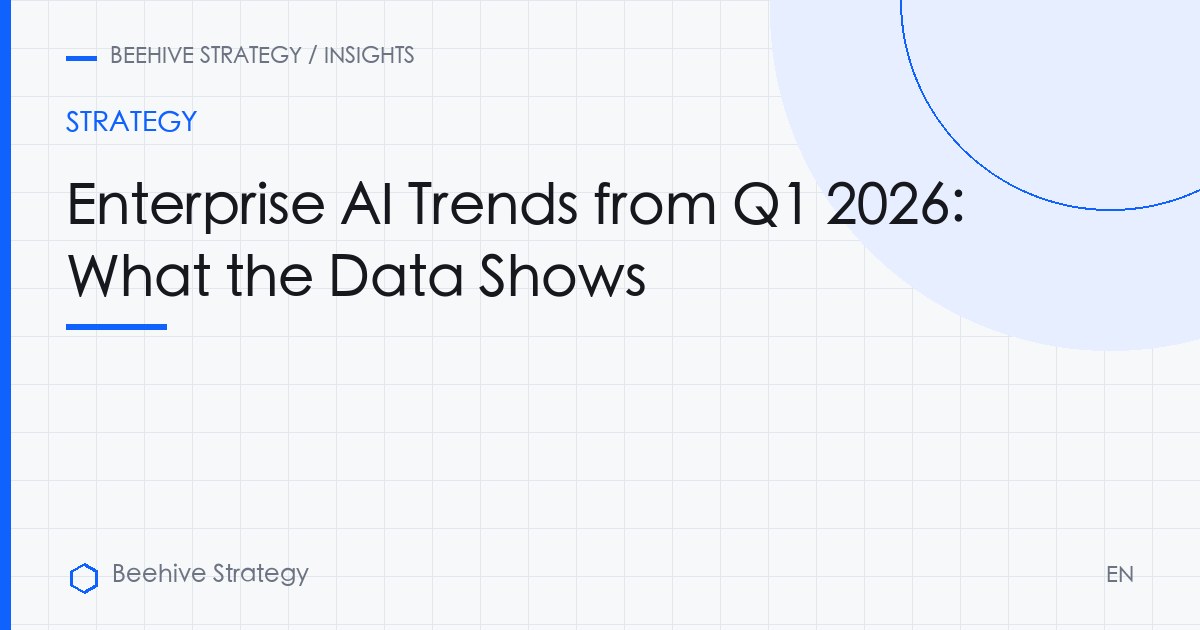 BEEHIVE STRATEGY / INSIGHTS
STRATEGY
Enterprise AI Trends from Q1 2026:
What the Data Shows
Beehive Strategy
EN